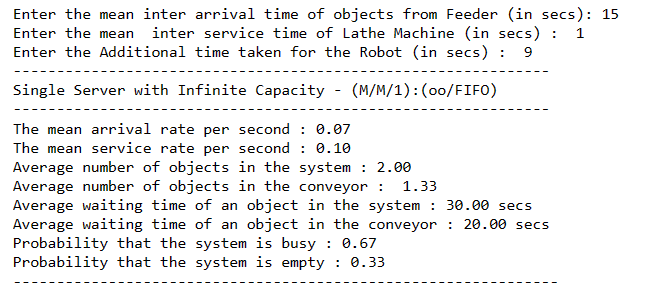 Enter the mean inter arrival time of objects from Feeder (in secs): 15
Enter the mean  inter service time of Lathe Machine (in secs) :  1
Enter the Additional time taken for the Robot (in secs) :  9
---------------------------------------------------------------
Single Server with Infinite Capacity - (M/M/1):(oo/FIFO)
---------------------------------------------------------------
The mean arrival rate per second : 0.07
The mean service rate per second : 0.10
Average number of objects in the system : 2.00
Average number of objects in the conveyor :  1.33
Average waiting time of an object in the system : 30.00 secs
Average waiting time of an object in the conveyor : 20.00 secs
Probability that the system is busy : 0.67
Probability that the system is empty : 0.33
----------------------------------------------------------------